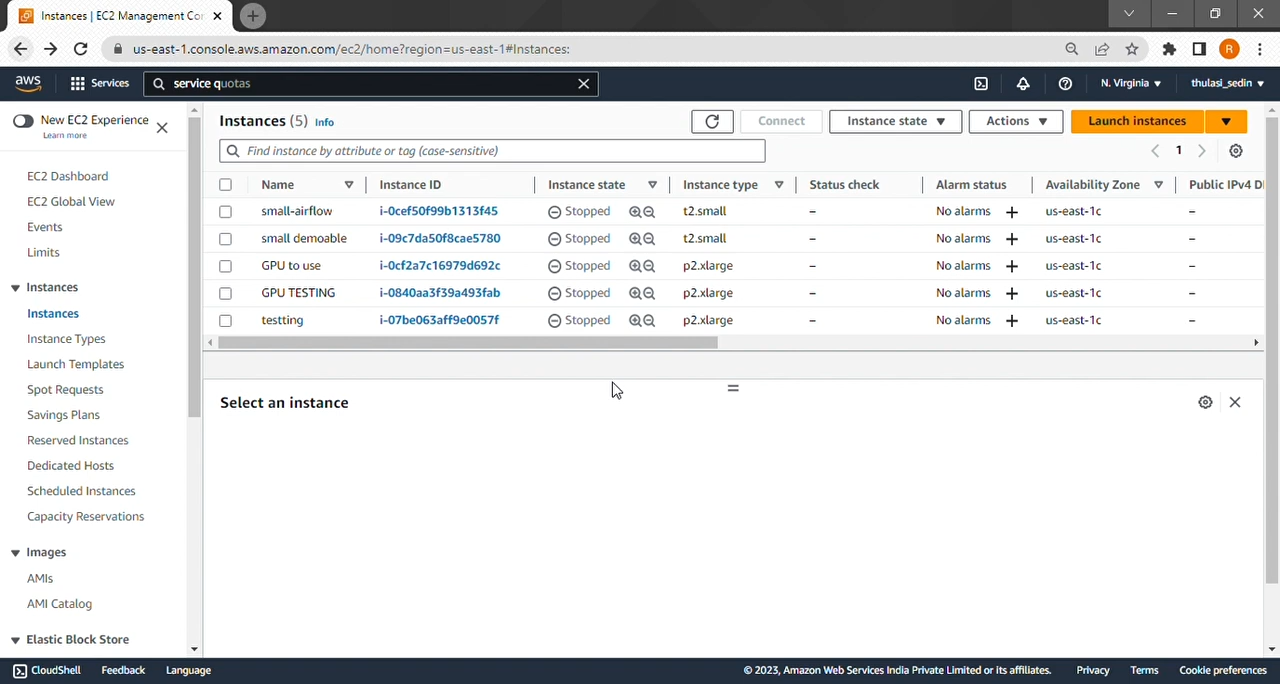 Instances | EC2 Management Cor
us-east-1.console.aws.amazon.com/ec2/home?region=us-east-1#Instances:
R
aws Services service quotas N. Virginia ▼ thulasi_sedin ▼
New EC2 Experience
Learn more
EC2 Dashboard
EC2 Global View
Events
Limits
Instances
Instances
Instance Types
Launch Templates
Spot Requests
Savings Plans
Reserved Instances
Dedicated Hosts
Scheduled Instances
Capacity Reservations
Images
AMIs
AMI Catalog
Elastic Block Store
Instances (5) Info
Connect Instance state ▼ Actions ▼ Launch instances ▼
Find instance by attribute or tag (case-sensitive)
1
Name Instance ID Instance state Instance type Status check Alarm status Availability Zone Public IPv4 D
small-airflow i-0cef50f99b1313f45 Stopped t2.small – No alarms + us-east-1c –
small demoable i-09c7da50f8cae5780 Stopped t2.small – No alarms + us-east-1c –
GPU to use i-0cf2a7c16979d692c Stopped p2.xlarge – No alarms + us-east-1c –
GPU TESTING i-0840aa3f39a493fab Stopped p2.xlarge – No alarms + us-east-1c –
testting i-07be063aff9e0057f Stopped p2.xlarge – No alarms + us-east-1c –
Select an instance
CloudShell Feedback Language © 2023, Amazon Web Services India Private Limited or its affiliates. Privacy Terms Cookie preferences